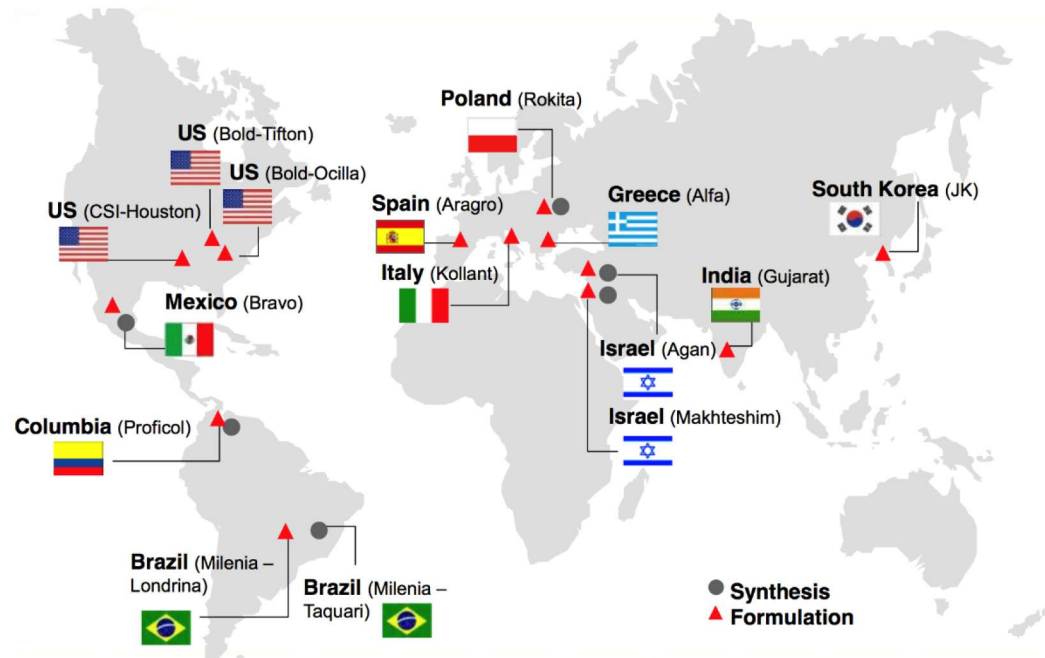 Poland (Rokita)
US (Bold-Tifton)
US (Bold-Ocilla)
US (CSI-Houston)
Spain (Aragro)
Greece (Alfa)
South Korea (JK)
Italy (Kollant)
India (Gujarat)
Mexico (Bravo)
Israel (Agan)
Israel (Makhteshim)
Columbia (Proficol)
Brazil (Milenia –
Londrina)
Brazil (Milenia –
Taquari)
Synthesis
Formulation